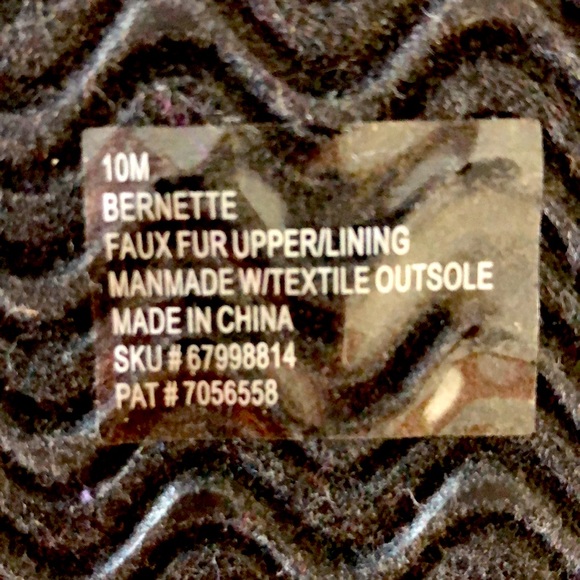 10M
BERNETTE
FAUX FUR UPPER/LINING
MANMADE W/TEXTILE OUTSOLE
MADE IN CHINA
SKU # 67998814
PAT # 7056558